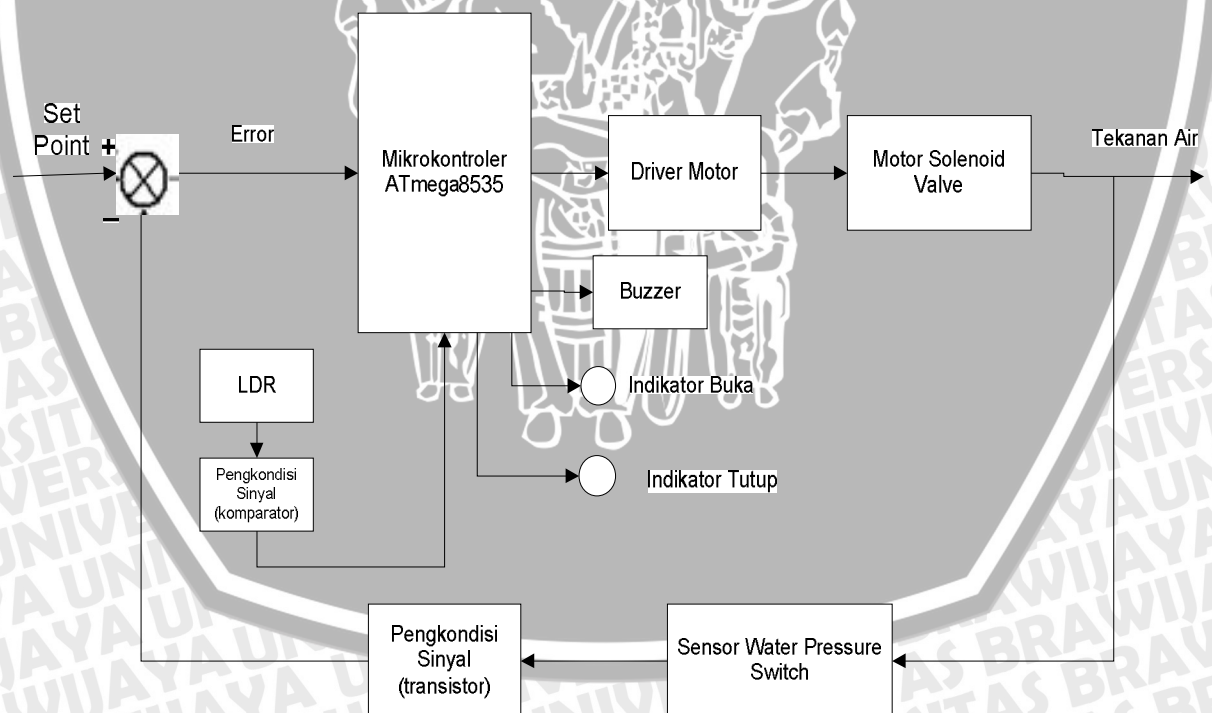 Set
Point
+
Error
−
Mikrokontroler
ATmega8535
Driver Motor
Motor Solenoid
Valve
Tekanan Air
Buzzer
LDR
Indikator Buka
Pengkondisi
Sinyal
(komparator)
Indikator Tutup
Pengkondisi
Sinyal
(transistor)
Sensor Water Pressure
Switch